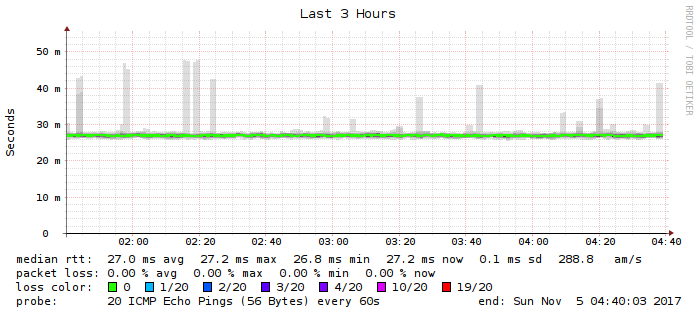 Last 3 Hours
RRDTOOL / TOBI OETIKER
Seconds
50 m
40 m
30 m
20 m
10 m
0
02:00 02:20 02:40 03:00 03:20 03:40 04:00 04:20 04:40
median rtt: 27.0 ms avg 27.2 ms max 26.8 ms min 27.2 ms now 0.1 ms sd 288.8 am/s
packet loss: 0.00 % avg 0.00 % max 0.00 % min 0.00 % now
loss color: 0 1/20 2/20 3/20 4/20 10/20 19/20
probe: 20 ICMP Echo Pings (56 Bytes) every 60s end: Sun Nov 5 04:40:03 2017